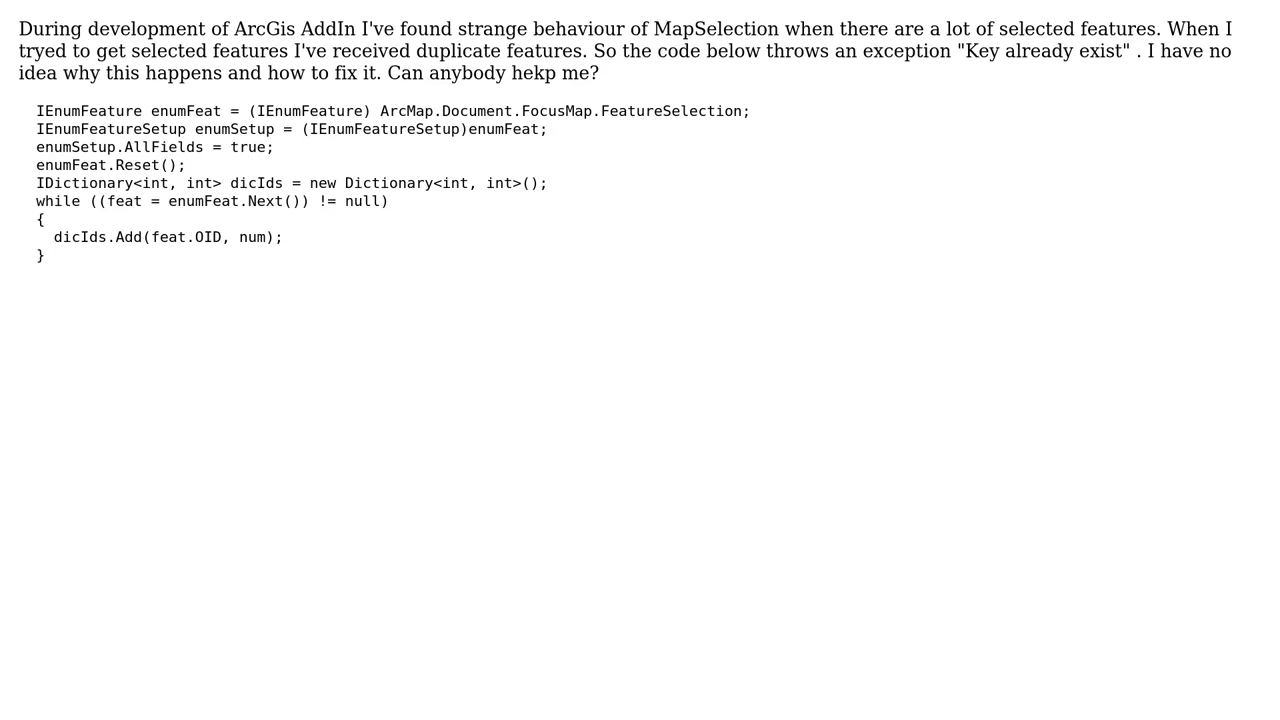 During development of ArcGis AddIn I've found strange behaviour of MapSelection when there are a lot of selected features. When I
tryed to get selected features I've received duplicate features. So the code below throws an exception "Key already exist" . I have no
idea why this happens and how to fix it. Can anybody hekp me?
IEnumFeature enumFeat = (IEnumFeature) ArcMap.Document.FocusMap.FeatureSelection;
IEnumFeatureSetup enumSetup = (IEnumFeatureSetup)enumFeat;
enumSetup.AllFields = true;
enumFeat.Reset();
IDictionary<int, int> dicIds = new Dictionary<int, int>();
while ((feat = enumFeat.Next()) != null)
{
  dicIds.Add(feat.OID, num);
}